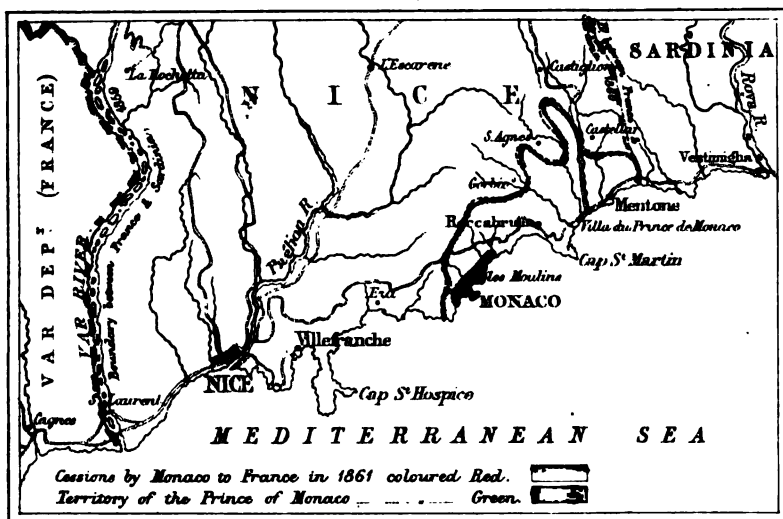 SARDINIA
L'Escarene
La Rochetta
Castiglione
Roya R.
NICE
S. Agnes
Castellar
Ventimiglia
Gorbio
Mentone
VAR DEPT (FRANCE)
Roccabruna
Villa du Prince de Monaco
Cap St Martin
VAR RIVER
Boundary between France & Sardinia
les Moulins
MONACO
Eza
Villefranche
NICE
Cap St Hospice
Laurent
Cagnes
MEDITERRANEAN SEA
Cessions by Monaco to France in 1861 coloured Red.
Territory of the Prince of Monaco _ _ .. _ Green.